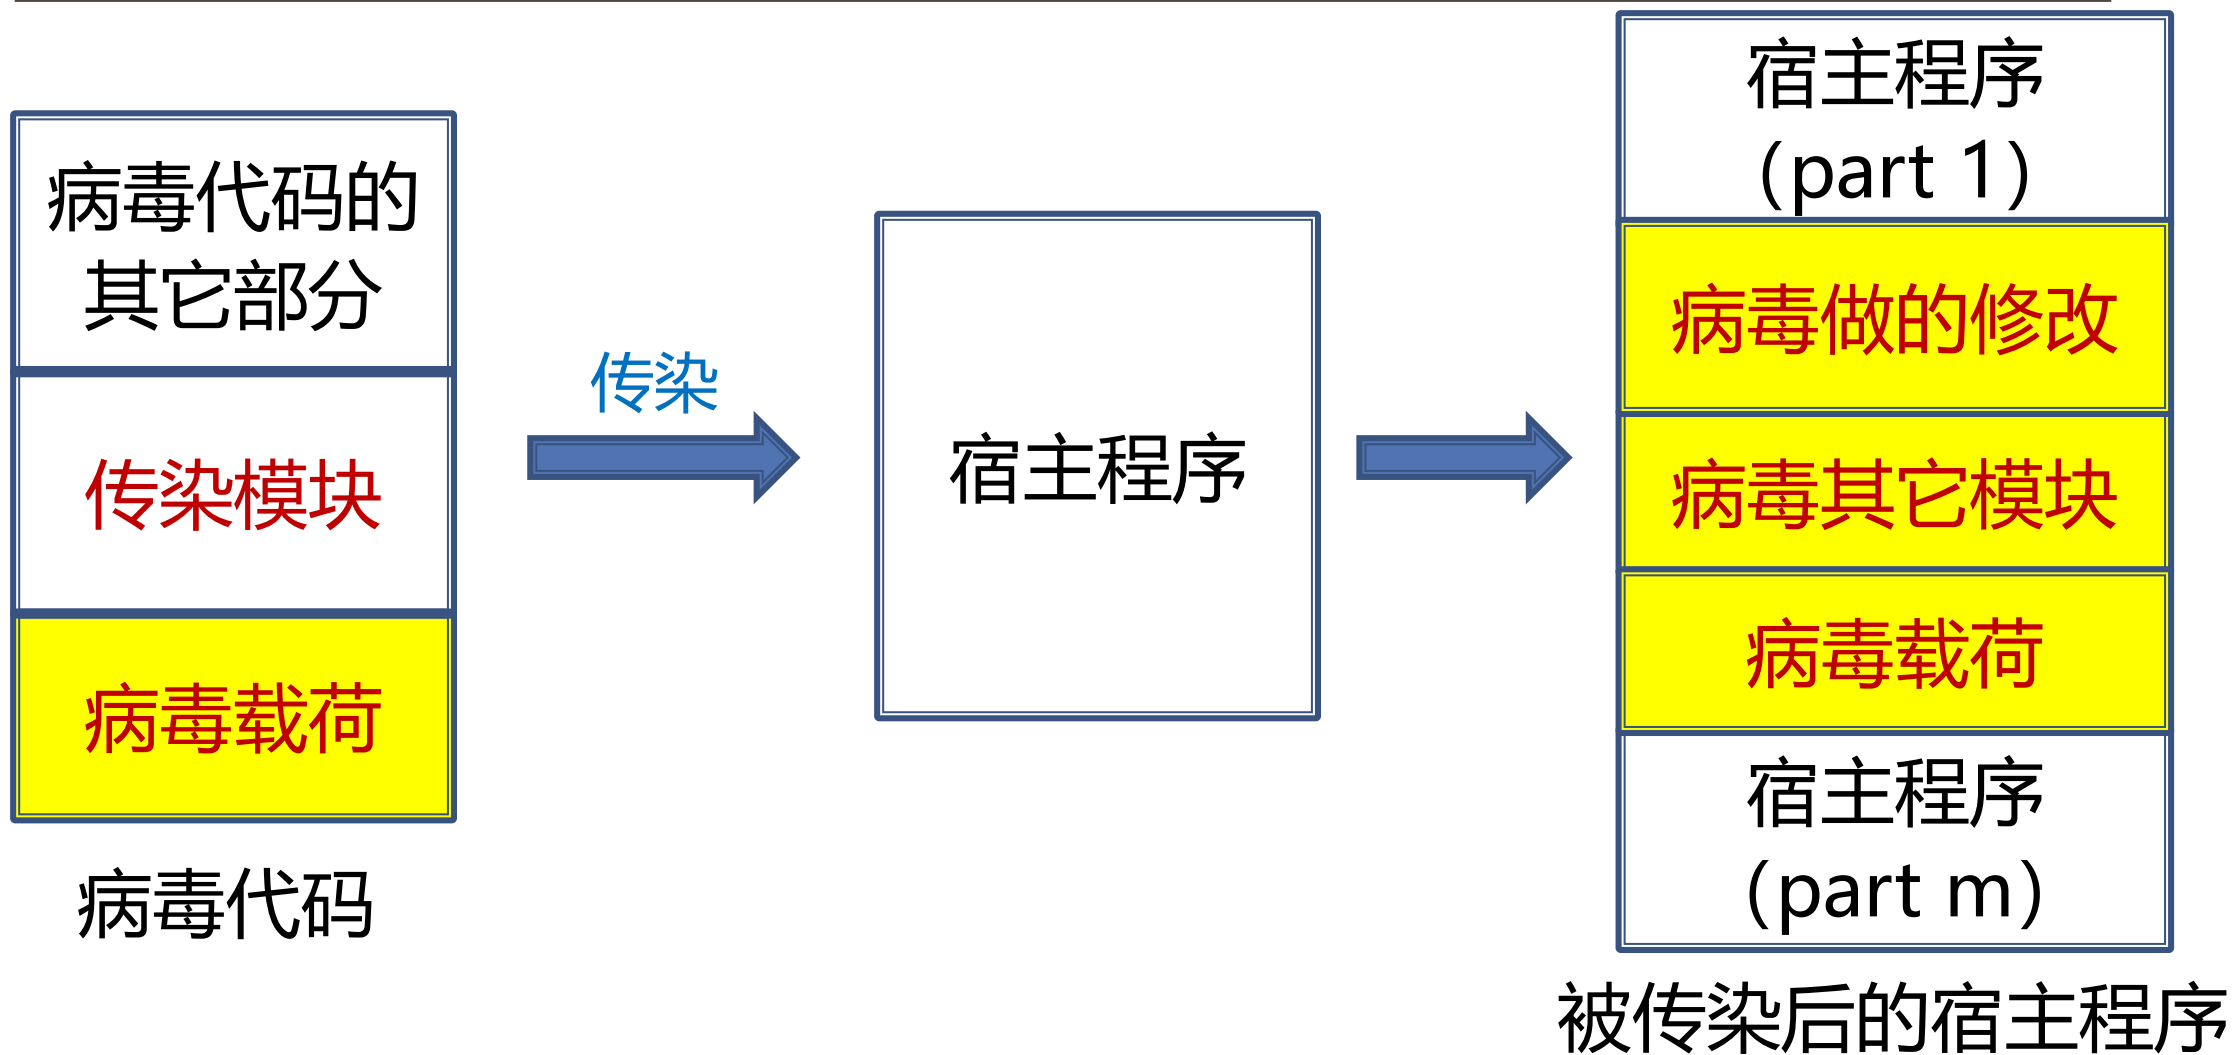 病毒代码的
其它部分
传染模块
病毒载荷
病毒代码
传染
宿主程序
宿主程序
(part 1)
病毒做的修改
病毒其它模块
病毒载荷
宿主程序
(part m)
被传染后的宿主程序